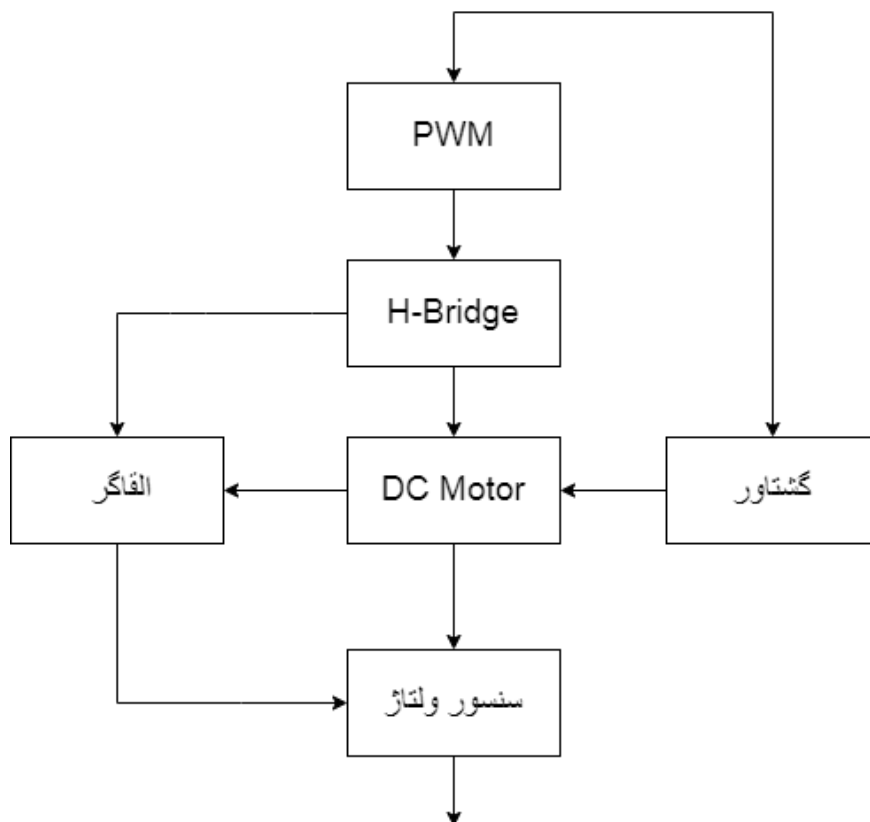 PWM
H-Bridge
القاگر
DC Motor
گشتاور
سنسور ولتاژ